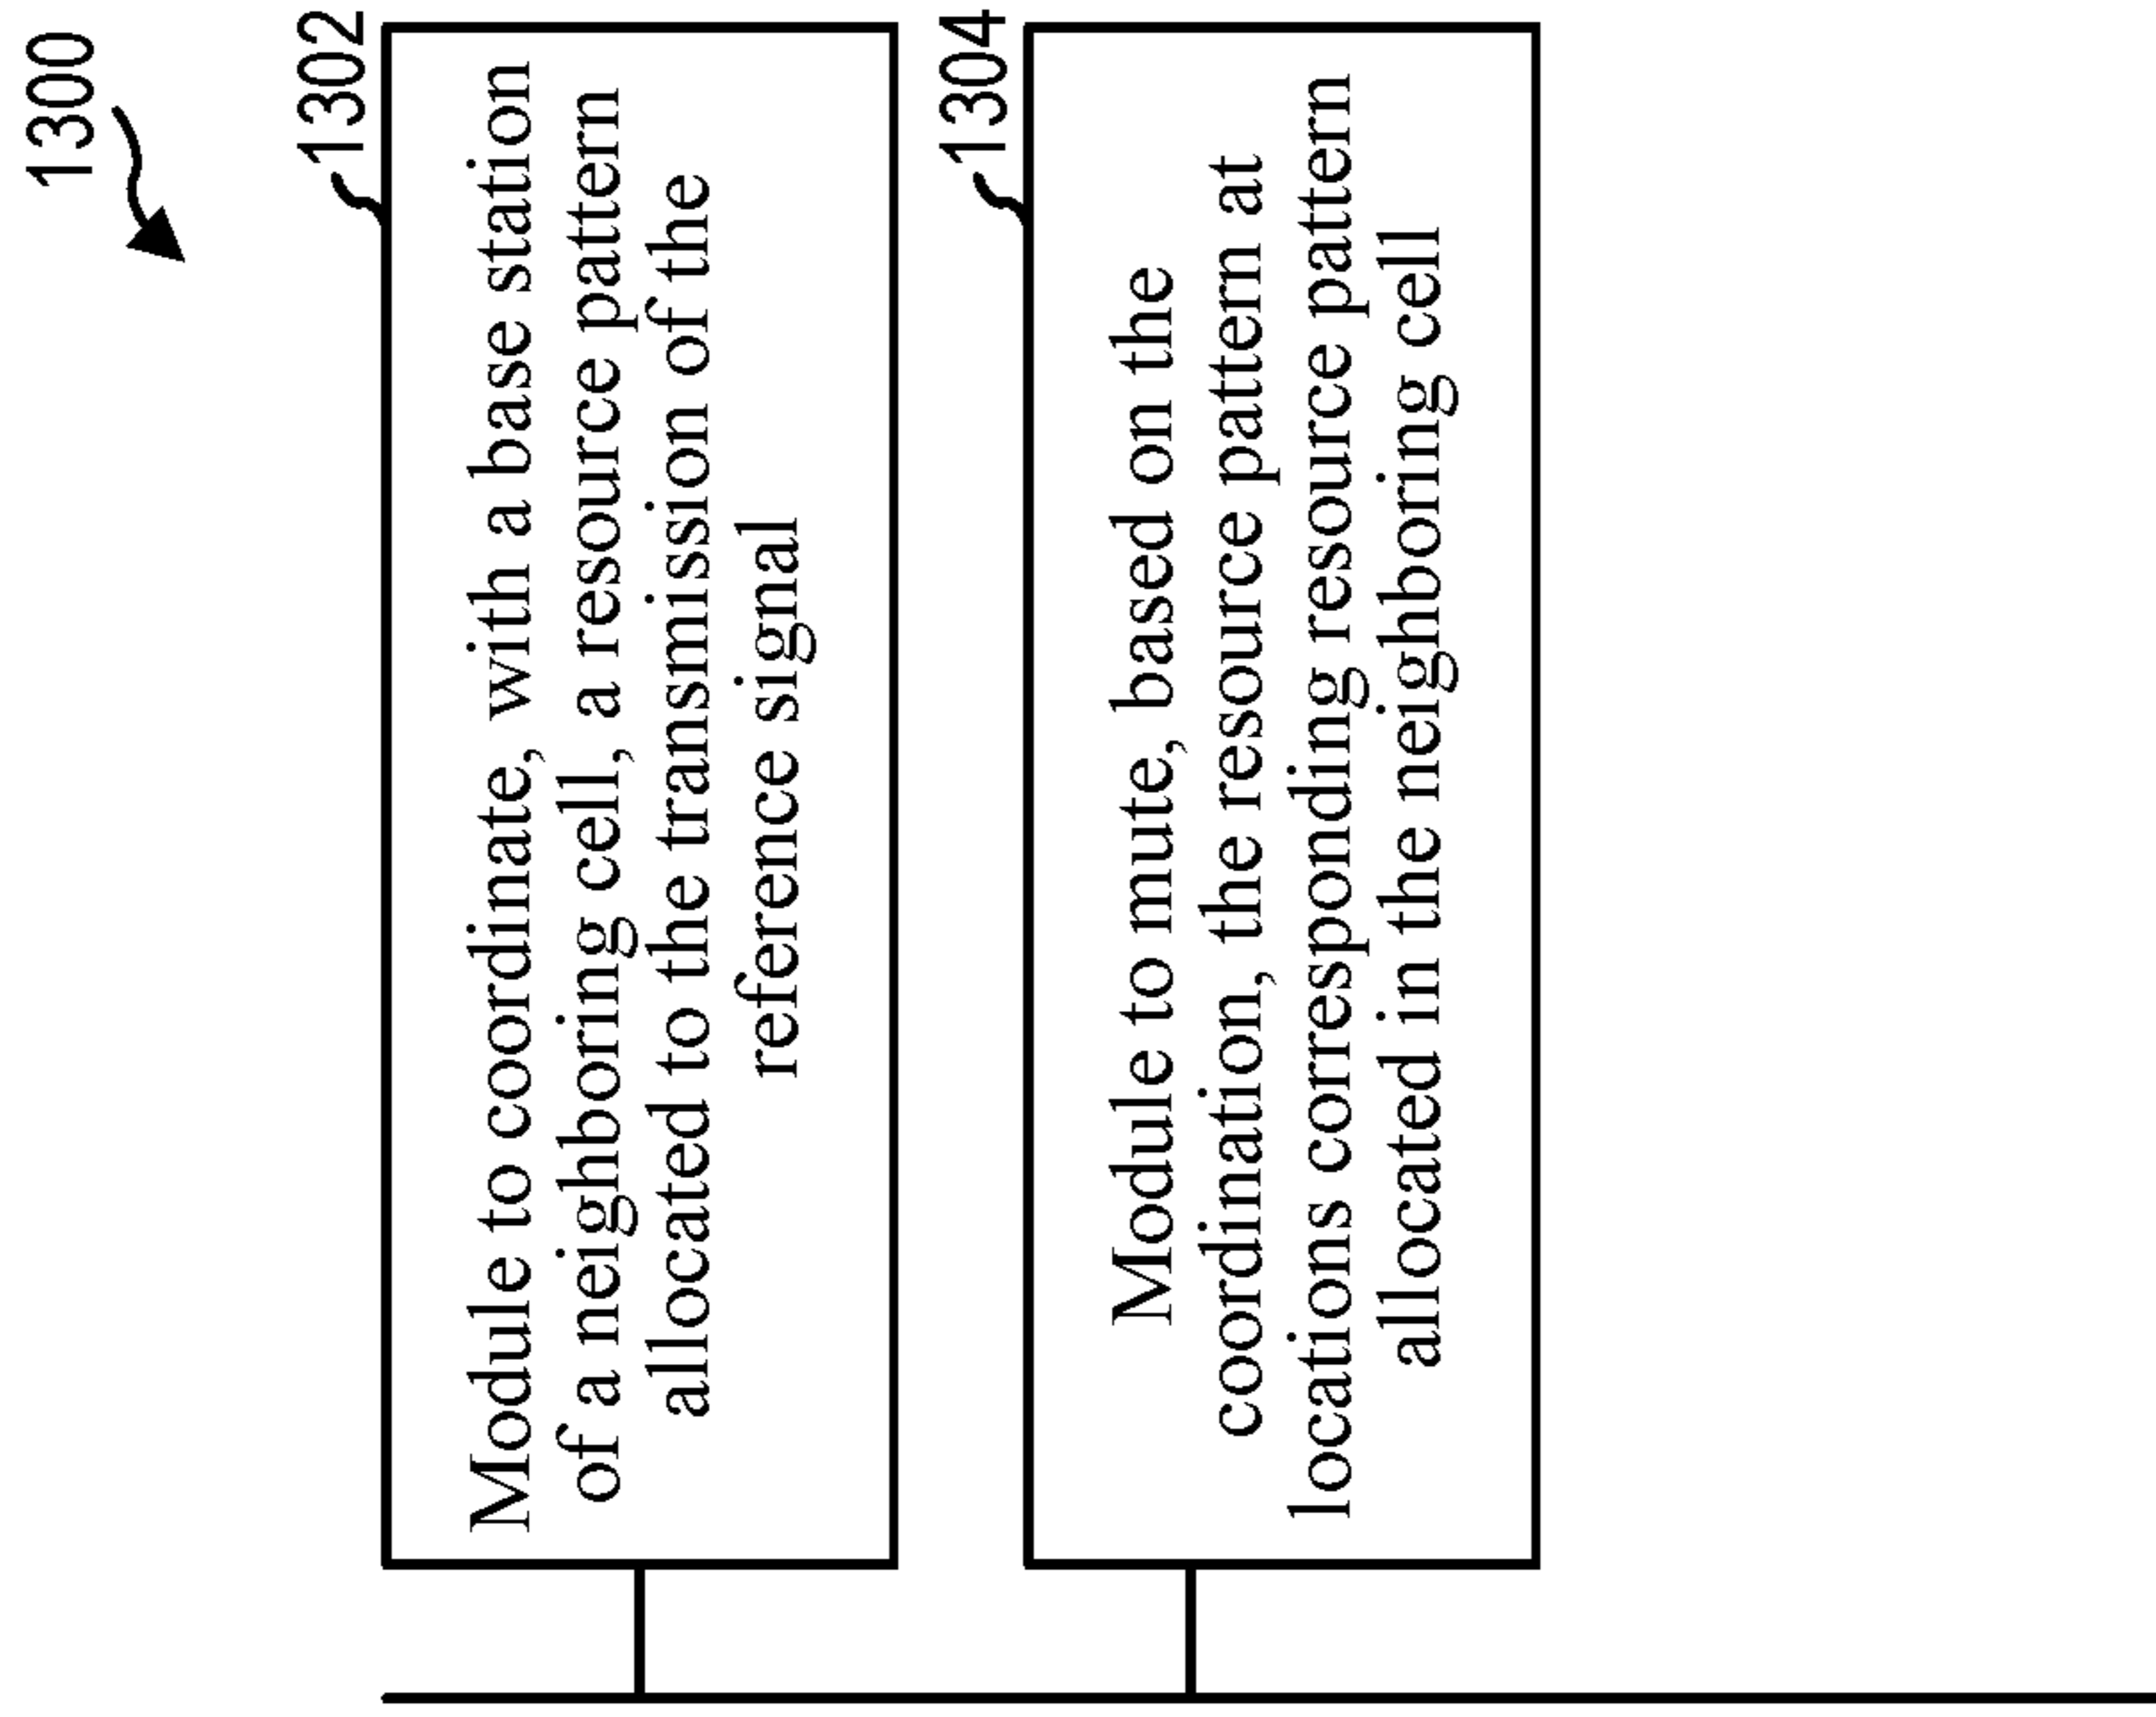 1300
1302
Module to coordinate, with a base station
of a neighboring cell, a resource pattern
allocated to the transmission of the
reference signal
1304
Module to mute, based on the
coordination, the resource pattern at
locations corresponding resource pattern
allocated in the neighboring cell